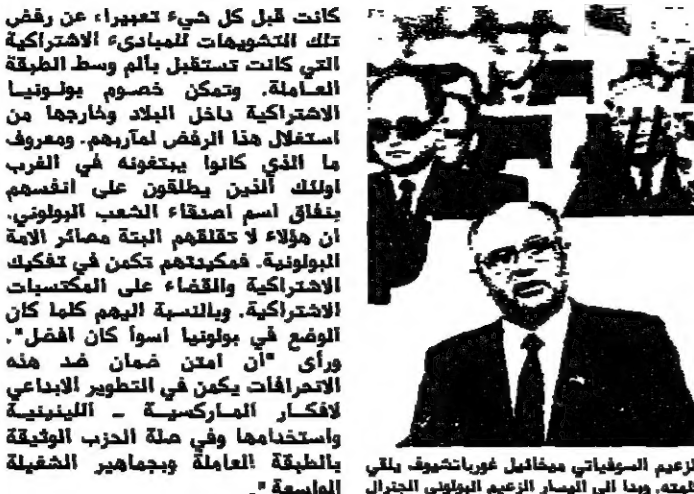 كانت قبل كل شيء تعبيراً عن رفض
تلك التشويهات للمبادىء الاشتراكية
التي كانت تستقبل بألم وسط الطبقة
العاملة. وتمكن خصوم بولونيا
الاشتراكية داخل البلاد وخارجها من
استغلال هذا الرفض لمآربهم. ومعروف
ما الذي كانوا يبتغونه في الغرب
اولئك الذين يطلقون على انفسهم
بنفاق اسم اصدقاء الشعب البولوني.
ان هؤلاء لا تقلقهم البتة مصائر الامة
البولونية. فمكيدتهم تكمن في تفكيك
الاشتراكية والقضاء على المكتسبات
الاشتراكية. وبالنسبة اليهم كلما كان
الوضع في بولونيا اسوأ كان افضل".
ورأى "ان امتن ضمان ضد هذه
الانحرافات يكمن في التطوير الابداعي
لافكار الماركسية – اللينينية
واستخدامها وفي صلة الحزب الوثيقة
بالطبقة العاملة وبجماهير الشغيلة
الواسعة".
الزعيم السوفياتي ميخائيل غورباتشيوف يلقي
كلمته. وبدا الى اليسار الزعيم البولوني الجنرال